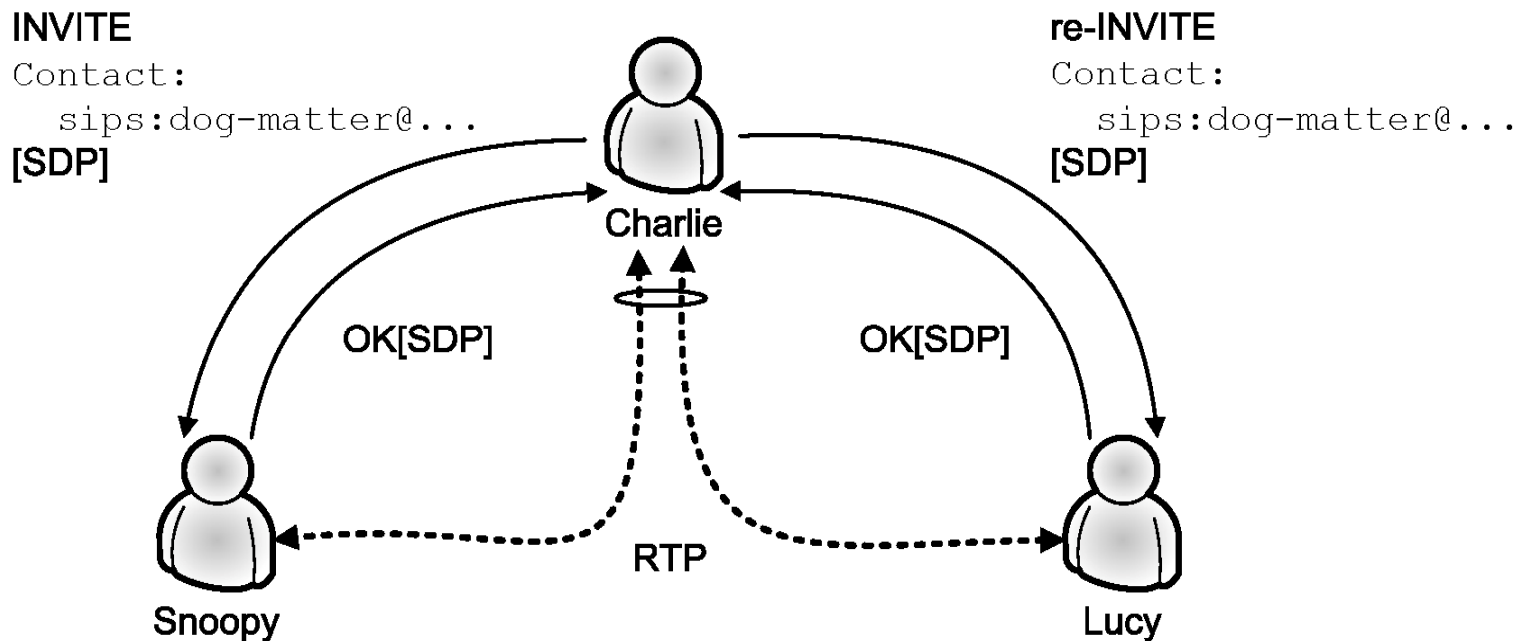 INVITE
Contact:
sips:dog-matter@...
[SDP]
re-INVITE
Contact:
sips:dog-matter@...
[SDP]
Charlie
OK[SDP]
OK[SDP]
RTP
Snoopy
Lucy